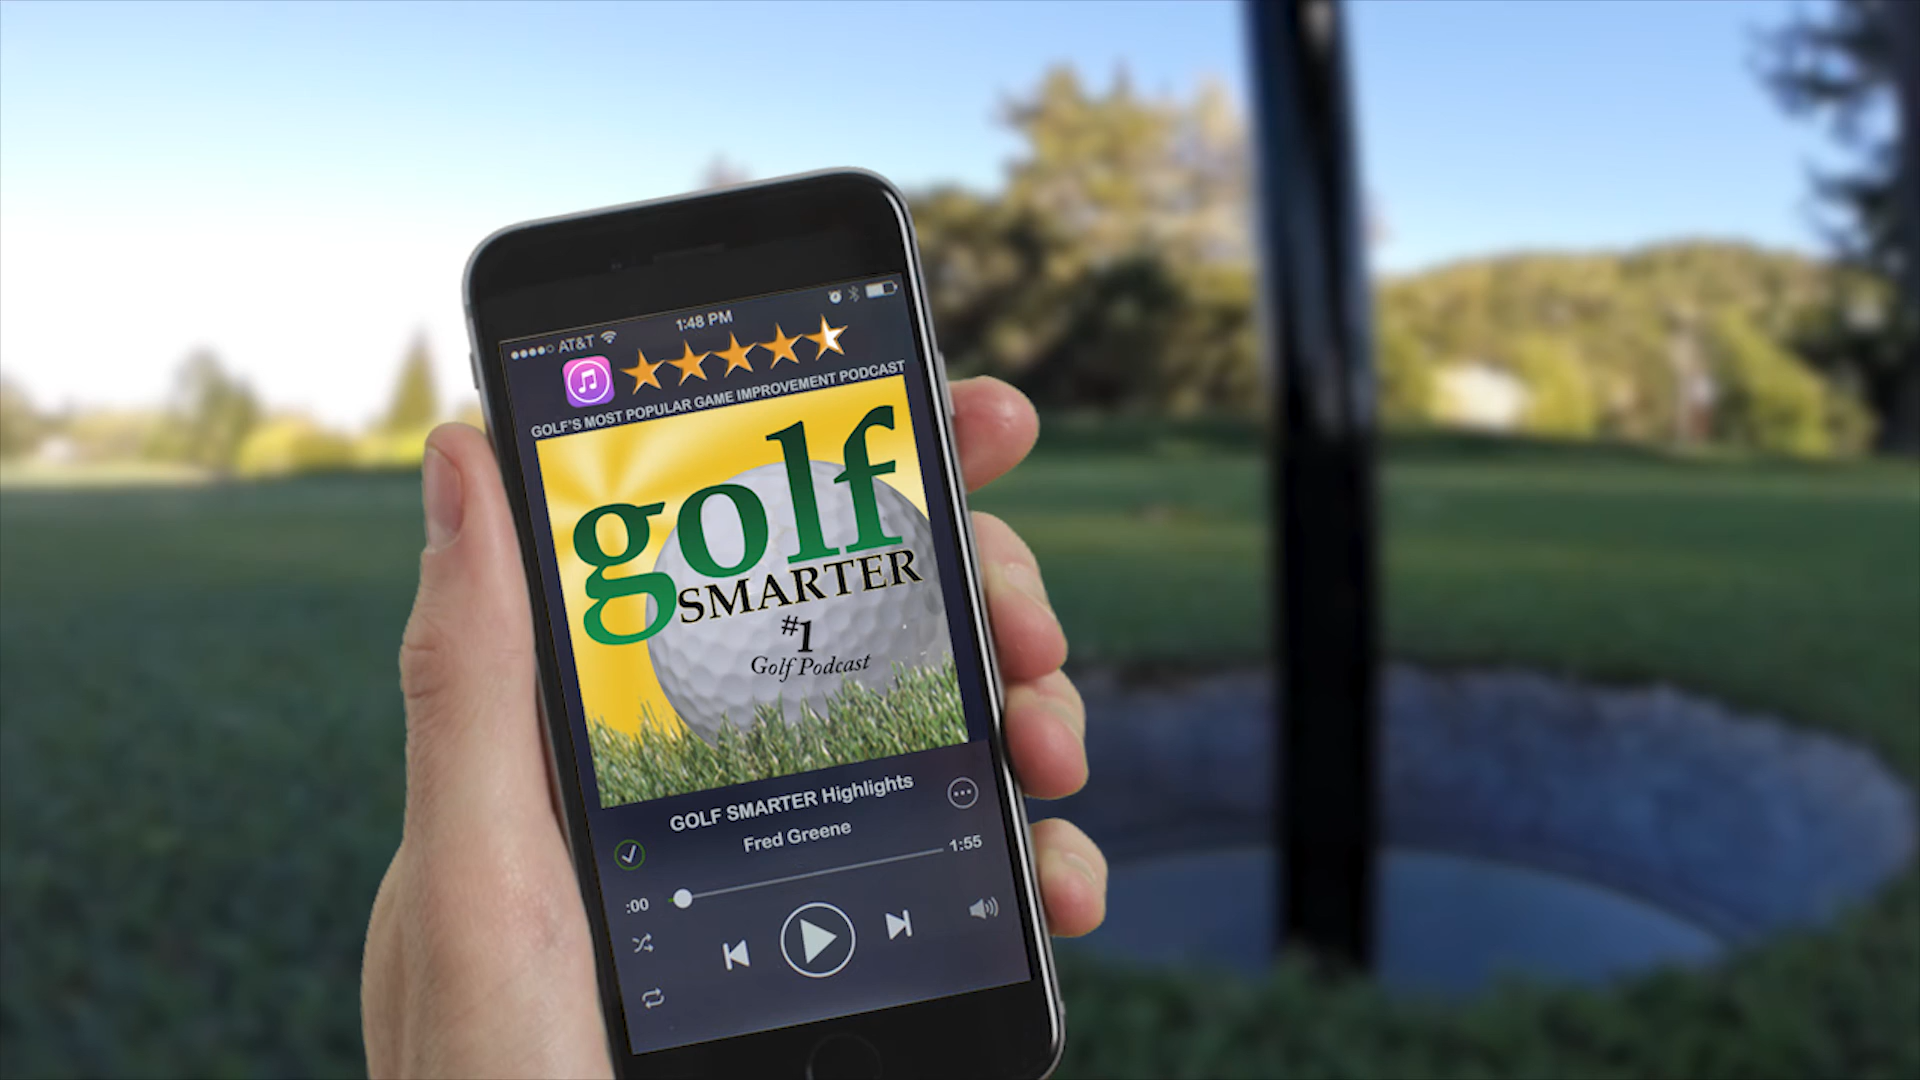 AT&T
1:48 PM
GOLF'S MOST POPULAR GAME IMPROVEMENT PODCAST
golf
SMARTER
#1
Golf Podcast
GOLF SMARTER Highlights
Fred Greene
:00
1:55